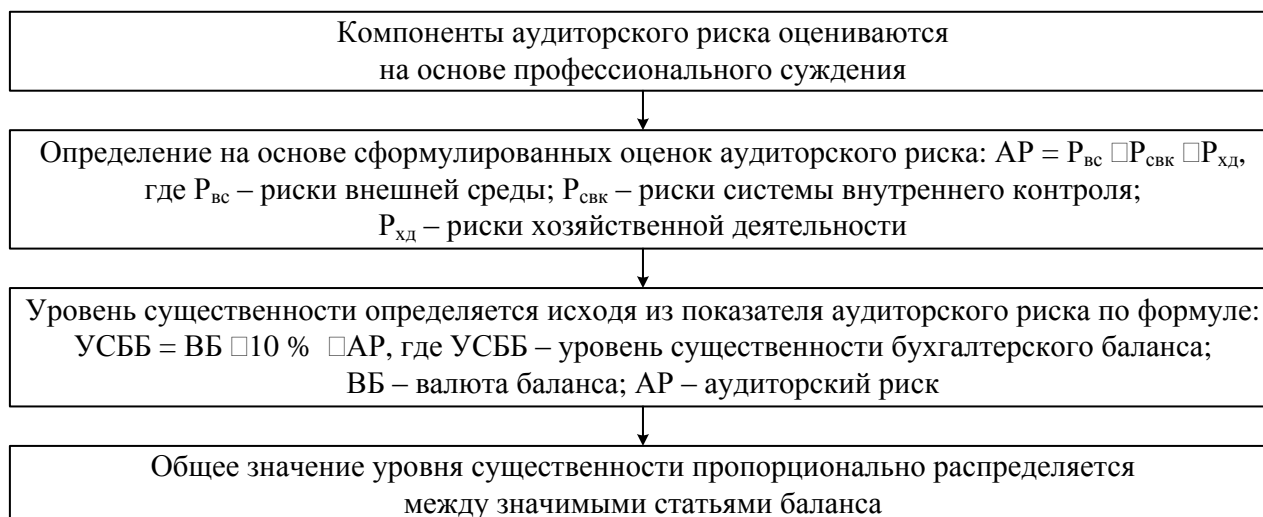 Компоненты аудиторского риска оцениваются
на основе профессионального суждения
Определение на основе сформулированных оценок аудиторского риска: АР = Рвс □Рсвк □Рхд,
где Рвс – риски внешней среды; Рсвк – риски системы внутреннего контроля;
Рхд – риски хозяйственной деятельности
Уровень существенности определяется исходя из показателя аудиторского риска по формуле:
УСББ = ВБ □10 % □АР, где УСББ – уровень существенности бухгалтерского баланса;
ВБ – валюта баланса; АР – аудиторский риск
Общее значение уровня существенности пропорционально распределяется
между значимыми статьями баланса